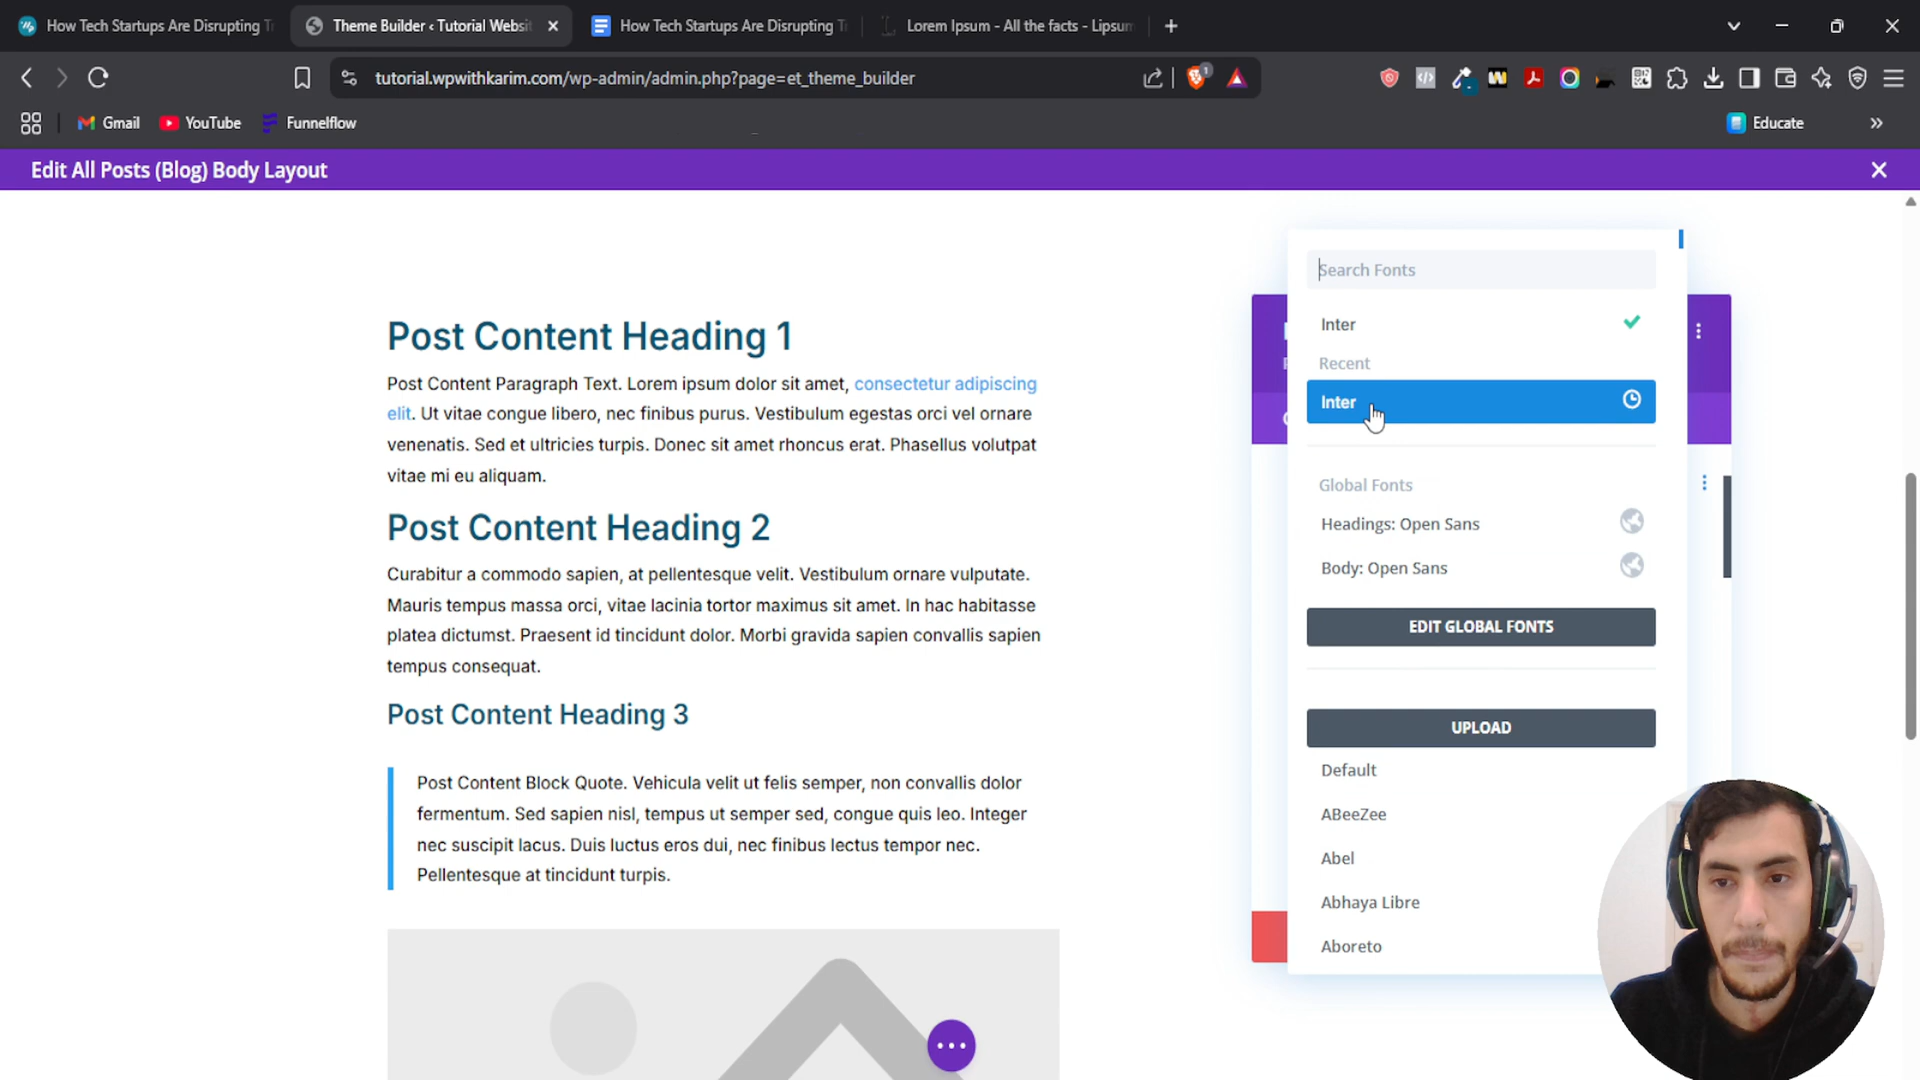 How Tech Startups Are Disrupting T
Theme Builder ‹ Tutorial Websi
How Tech Startups Are Disrupting T
Lorem Ipsum - All the facts - Lipsum
tutorial.wpwithkarim.com/wp-admin/admin.php?page=et_theme_builder
Gmail
YouTube
Funnelflow
Educate
Edit All Posts (Blog) Body Layout
Post Content Heading 1
Post Content Paragraph Text. Lorem ipsum dolor sit amet, consectetur adipiscing
elit. Ut vitae congue libero, nec finibus purus. Vestibulum egestas orci vel ornare
venenatis. Sed et ultricies turpis. Donec sit amet rhoncus erat. Phasellus volutpat
vitae mi eu aliquam.
Post Content Heading 2
Curabitur a commodo sapien, at pellentesque velit. Vestibulum ornare vulputate.
Mauris tempus massa orci, vitae lacinia tortor maximus sit amet. In hac habitasse
platea dictumst. Praesent id tincidunt dolor. Morbi gravida sapien convallis sapien
tempus consequat.
Post Content Heading 3
Post Content Block Quote. Vehicula velit ut felis semper, non convallis dolor
fermentum. Sed sapien nisl, tempus ut semper sed, congue quis leo. Integer
nec suscipit lacus. Duis luctus eros dui, nec finibus lectus tempor nec.
Pellentesque at tincidunt turpis.
Search Fonts
Inter
Recent
Inter
Global Fonts
Headings: Open Sans
Body: Open Sans
EDIT GLOBAL FONTS
UPLOAD
Default
ABeeZee
Abel
Abhaya Libre
Aboreto